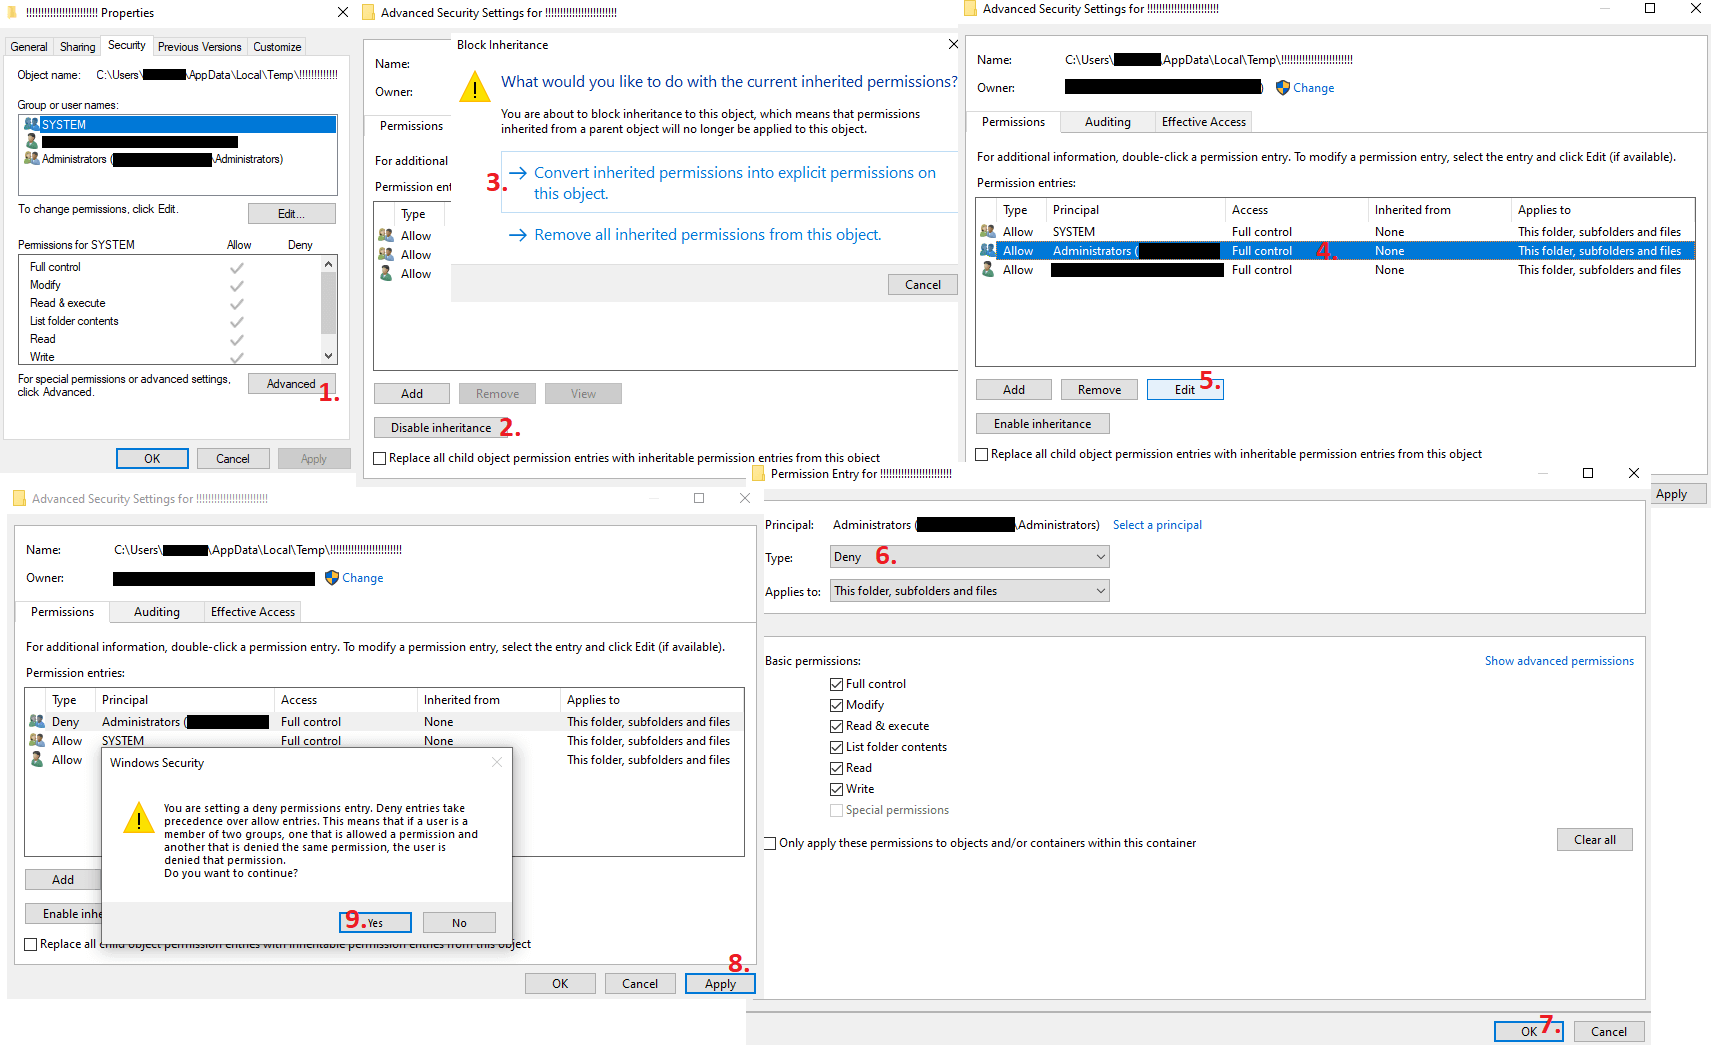 !!!!!!!!!!!!!!!!!!!!!!!! Properties
General Sharing Security Previous Versions Customize
Object name: C:\Users\ \AppData\Local\Temp\!!!!!!!!!!!!!
Group or user names:
SYSTEM
Administrators ( \Administrators)
To change permissions, click Edit.
Edit...
Permissions for SYSTEM Allow Deny
Full control
Modify
Read & execute
List folder contents
Read
Write
For special permissions or advanced settings,
click Advanced.
Advanced
1.
OK Cancel Apply
Advanced Security Settings for !!!!!!!!!!!!!!!!!!!!!!!!
Name:
Owner:
Permissions
For additional
Permission ent
Type
Allow
Allow
Allow
Block Inheritance
What would you like to do with the current inherited permissions?
You are about to block inheritance to this object, which means that permissions
inherited from a parent object will no longer be applied to this object.
3.
Convert inherited permissions into explicit permissions on
this object.
Remove all inherited permissions from this object.
Cancel
Add Remove View
Disable inheritance 2.
Replace all child object permission entries with inheritable permission entries from this object
Advanced Security Settings for !!!!!!!!!!!!!!!!!!!!!!!!
Name: C:\Users\ AppData\Local\Temp\!!!!!!!!!!!!!!!!!!!!!!!!
Owner: Change
Permissions Auditing Effective Access
For additional information, double-click a permission entry. To modify a permission entry, select the entry and click Edit (if available).
Permission entries:
Type Principal Access Inherited from Applies to
Allow SYSTEM Full control None This folder, subfolders and files
Allow Administrators ( Full control 4. None This folder, subfolders and files
Allow Full control None This folder, subfolders and files
Add Remove Edit 5.
Enable inheritance
Replace all child object permission entries with inheritable permission entries from this object
Apply
Permission Entry for !!!!!!!!!!!!!!!!!!!!!!!!
Principal: Administrators ( \Administrators) Select a principal
Type: Deny 6.
Applies to: This folder, subfolders and files
Basic permissions: Show advanced permissions
Full control
Modify
Read & execute
List folder contents
Read
Write
Special permissions
Only apply these permissions to objects and/or containers within this container
Clear all
OK 7. Cancel
Advanced Security Settings for !!!!!!!!!!!!!!!!!!!!!!!!
Name: C:\Users\ \AppData\Local\Temp\!!!!!!!!!!!!!!!!!!!!!!!!
Owner: Change
Permissions Auditing Effective Access
For additional information, double-click a permission entry. To modify a permission entry, select the entry and click Edit (if available).
Permission entries:
Type Principal Access Inherited from Applies to
Deny Administrators ( Full control None This folder, subfolders and files
Allow SYSTEM Full control None This folder, subfolders and files
Allow This folder, subfolders and files
Windows Security
You are setting a deny permissions entry. Deny entries take
precedence over allow entries. This means that if a user is a
member of two groups, one that is allowed a permission and
another that is denied the same permission, the user is
denied that permission.
Do you want to continue?
9. Yes No
Add
Enable inhe
Replace all child object permission entries with inheritable permission entries from this object
8.
OK Cancel Apply